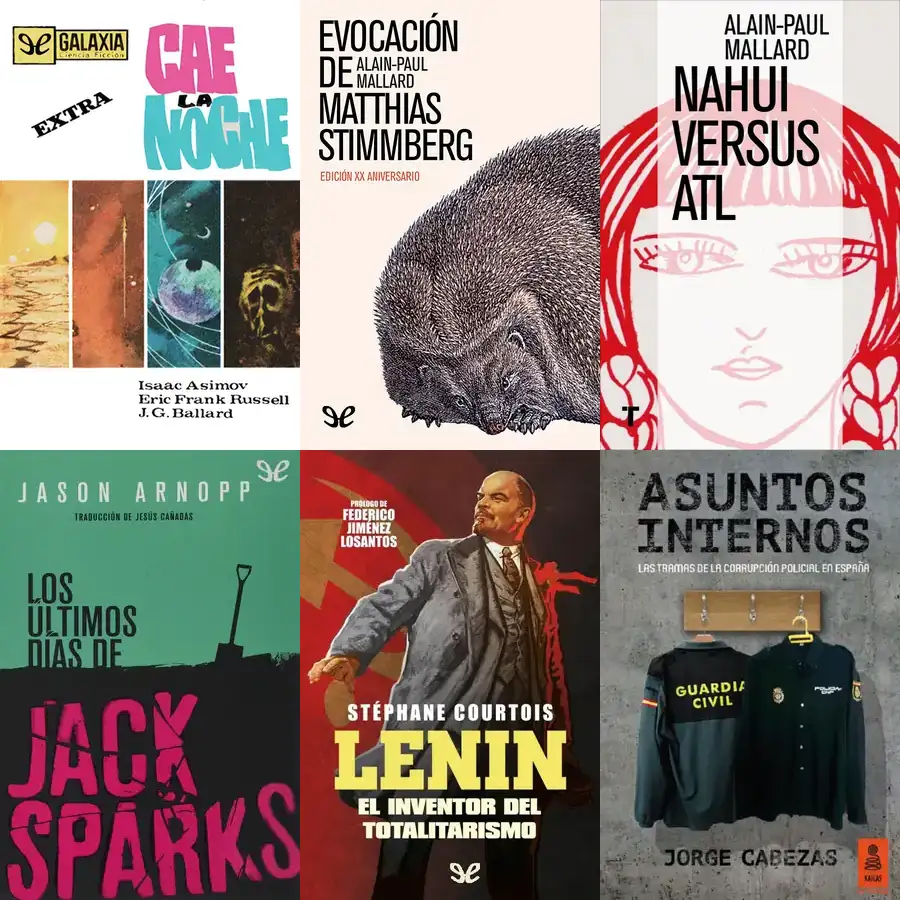 GALAXIA
Ciencia Ficción
EXTRA
CAE
LA
NOCHE
Isaac Asimov
Eric Frank Russell
J.G. Ballard
EVOCACIÓN
DE ALAIN-PAUL
MALLARD
MATTHIAS
STIMMBERG
EDICIÓN XX ANIVERSARIO
ALAIN-PAUL
MALLARD
NAHUI
VERSUS
ATL
T
JASON ARNOPP
TRADUCCIÓN DE JESÚS CAÑADAS
LOS
ÚLTIMOS
DÍAS DE
JACK
SPARKS
PRÓLOGO DE
FEDERICO
JIMÉNEZ
LOSANTOS
STÉPHANE COURTOIS
LENIN
EL INVENTOR DEL
TOTALITARISMO
ASUNTOS
INTERNOS
LAS TRAMAS DE LA CORRUPCIÓN POLICIAL EN ESPAÑA
GUARDIA
CIVIL
POLICIA
CNP
JORGE CABEZAS
KAILAS